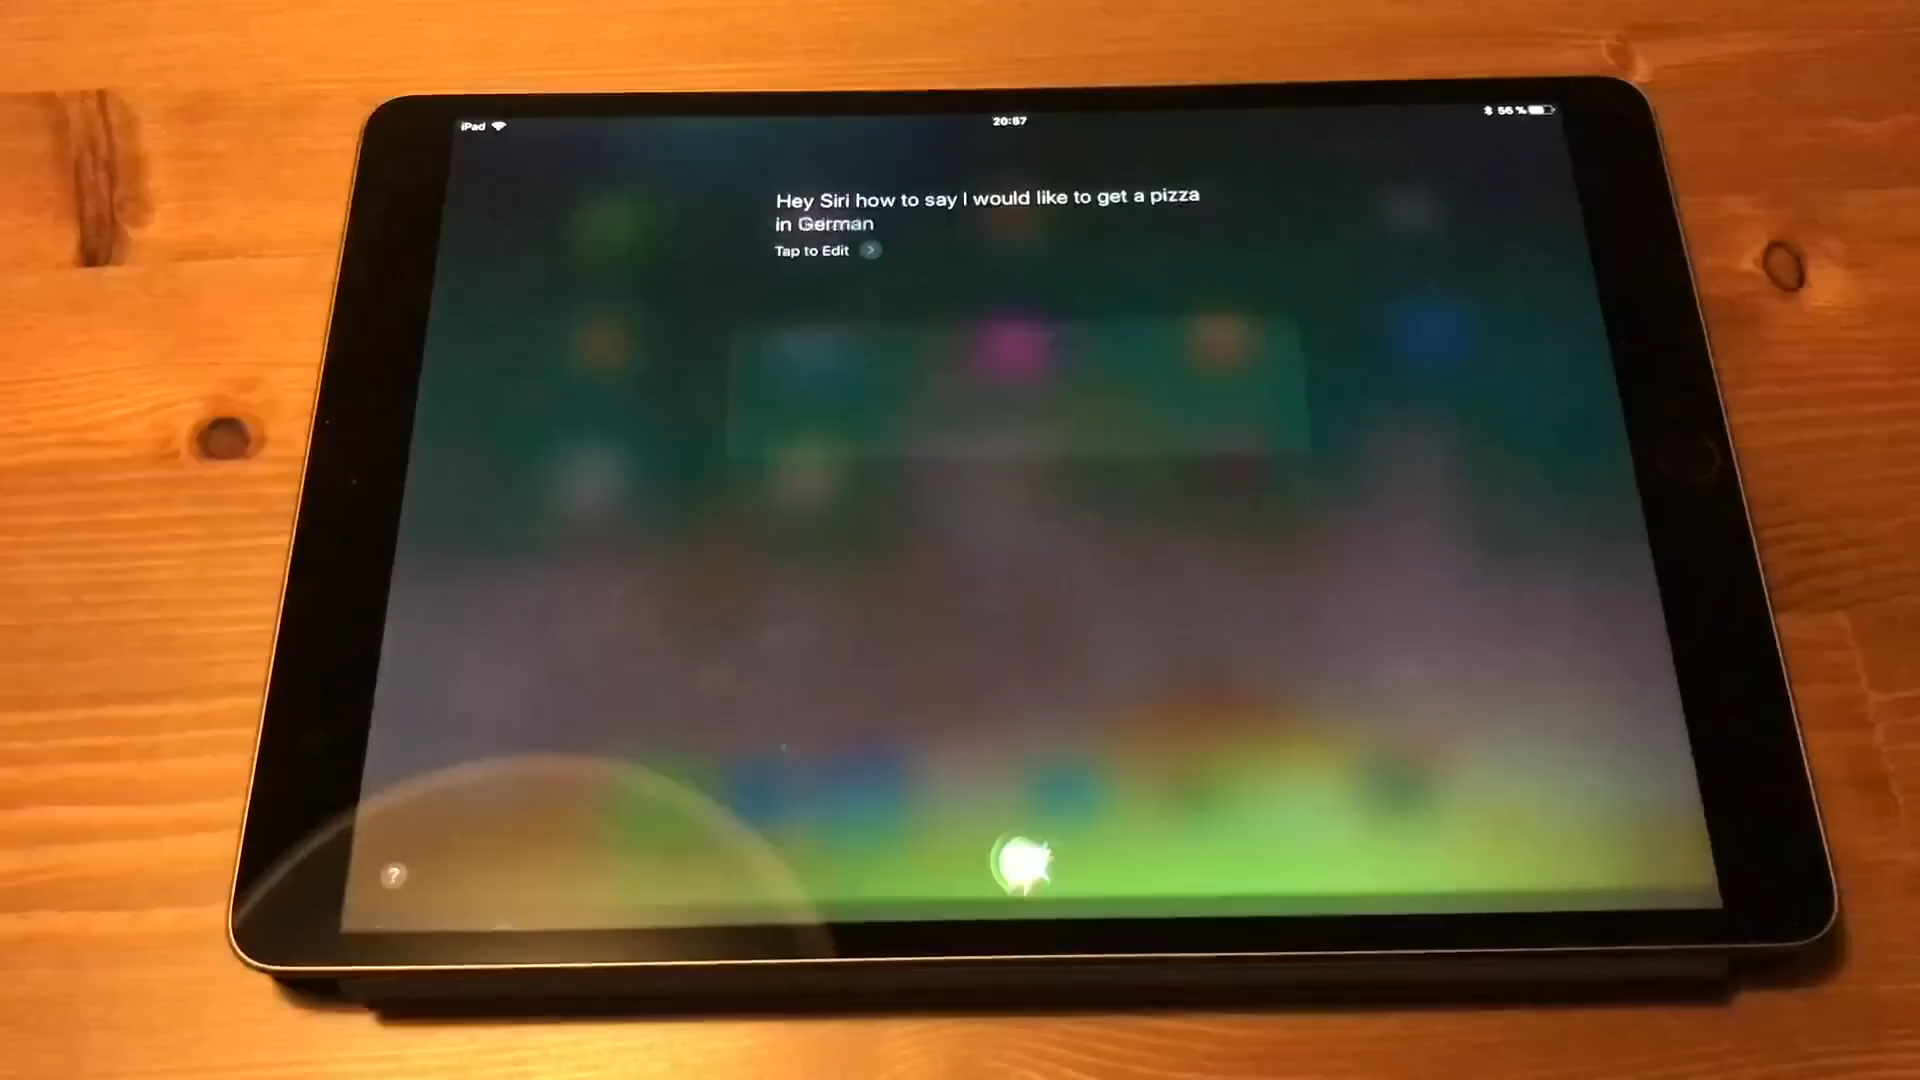 iPad
20:57
56 %
Hey Siri how to say I would like to get a pizza
in German
Tap to Edit >
?